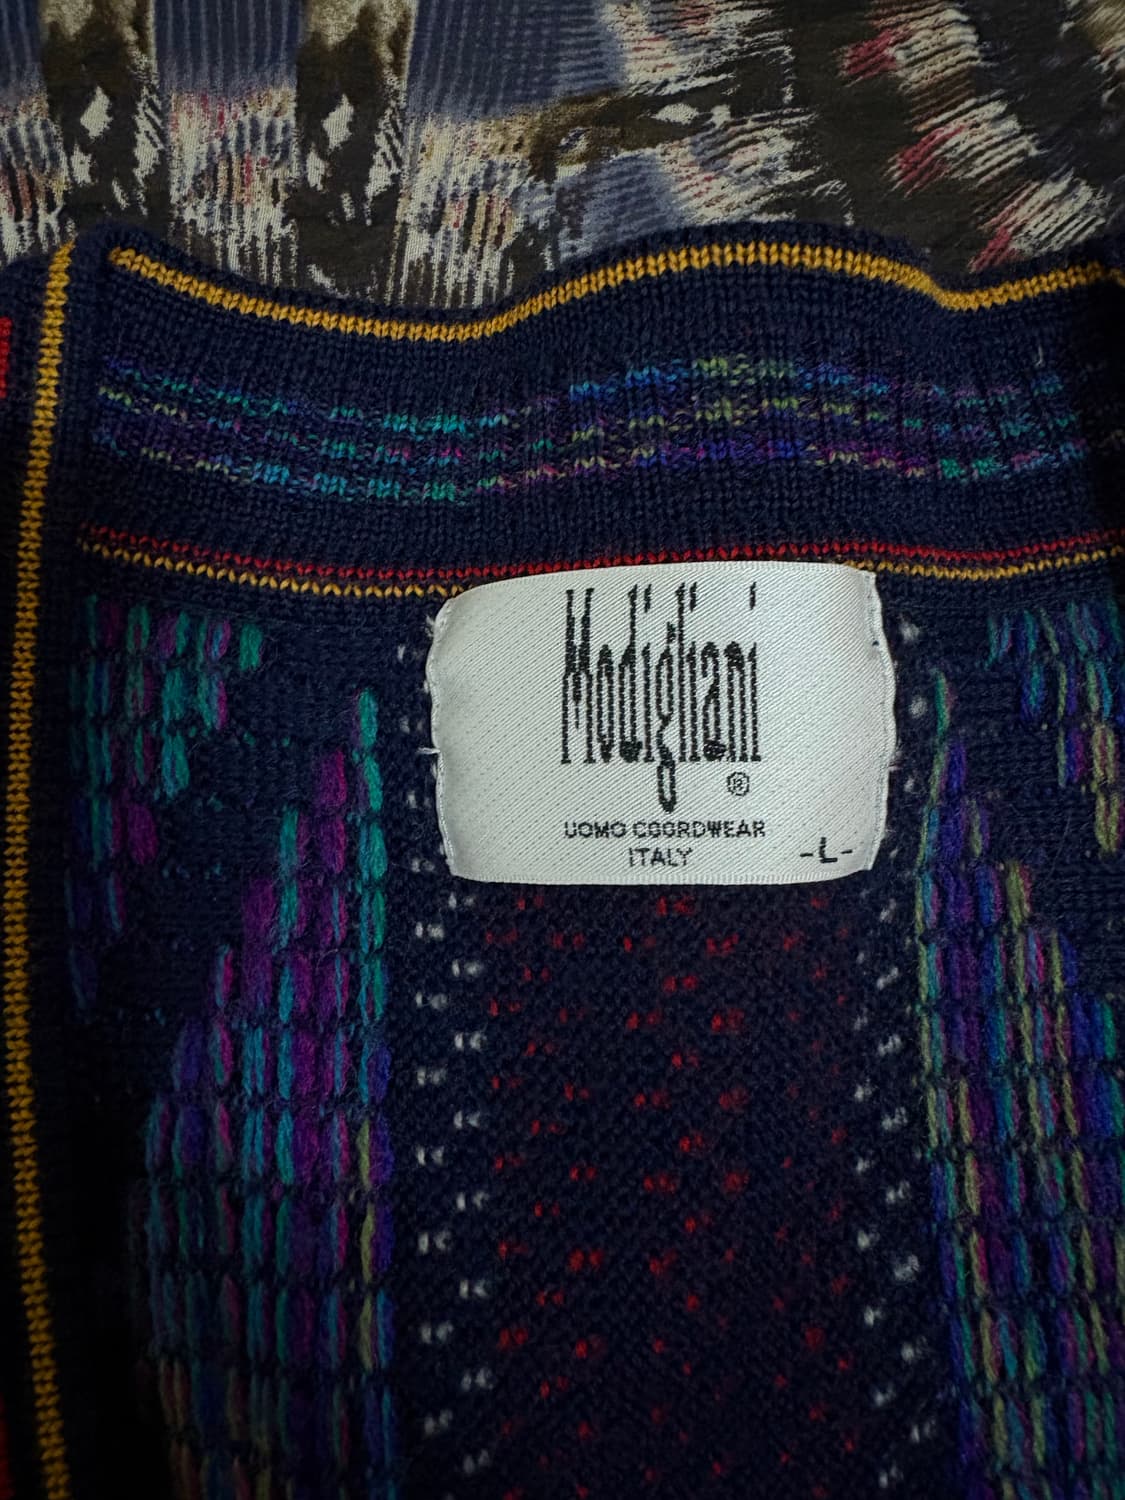 Modigliani
®
UOMO COORDWEAR
ITALY
-L-